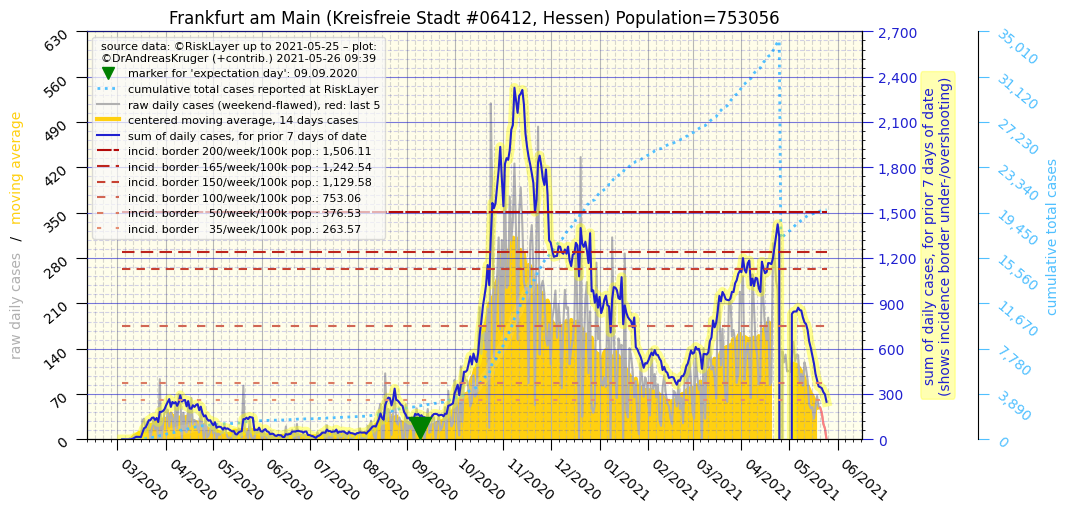 Frankfurt am Main (Kreisfreie Stadt #06412, Hessen) Population=753056
source data: ©RiskLayer up to 2021-05-25 – plot:
©DrAndreasKruger (+contrib.) 2021-05-26 09:39
marker for 'expectation day': 09.09.2020
cumulative total cases reported at RiskLayer
raw daily cases (weekend-flawed), red: last 5
centered moving average, 14 days cases
sum of daily cases, for prior 7 days of date
incid. border 200/week/100k pop.: 1,506.11
incid. border 165/week/100k pop.: 1,242.54
incid. border 150/week/100k pop.: 1,129.58
incid. border 100/week/100k pop.: 753.06
incid. border   50/week/100k pop.: 376.53
incid. border   35/week/100k pop.: 263.57
raw daily cases / moving average
630
560
490
420
350
280
210
140
70
0
03/2020
04/2020
05/2020
06/2020
07/2020
08/2020
09/2020
10/2020
11/2020
12/2020
01/2021
02/2021
03/2021
04/2021
05/2021
06/2021
2,700
2,400
2,100
1,800
1,500
1,200
900
600
300
0
sum of daily cases, for prior 7 days of date
(shows incidence border under-/overshooting)
35,010
31,120
27,230
23,340
19,450
15,560
11,670
7,780
3,890
0
cumulative total cases